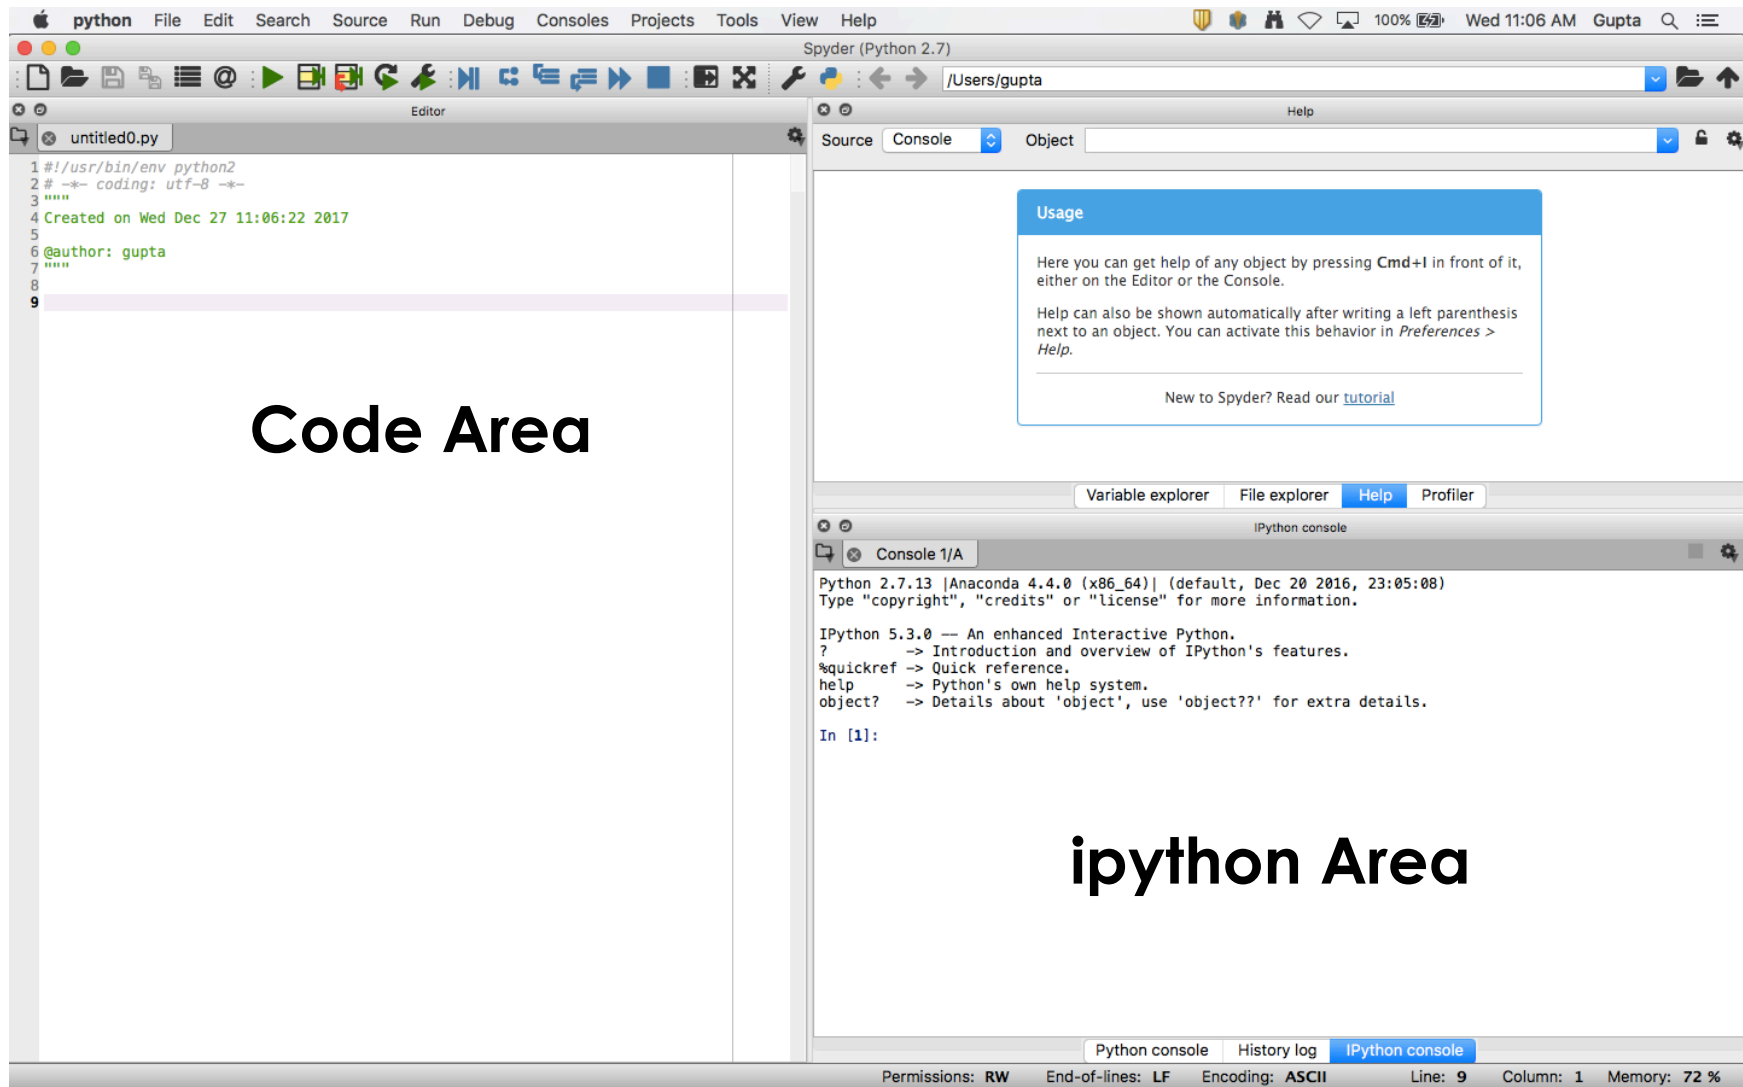 python File Edit Search Source Run Debug Consoles Projects Tools View Help 100% Wed 11:06 AM Gupta
Spyder (Python 2.7)
/Users/gupta
Editor
untitled0.py
1 #!/usr/bin/env python2
2 # -*- coding: utf-8 -*-
3 """
4 Created on Wed Dec 27 11:06:22 2017
5
6 @author: gupta
7 """
8
9
Code Area
Help
Source Console Object
Usage
Here you can get help of any object by pressing Cmd+I in front of it,
either on the Editor or the Console.
Help can also be shown automatically after writing a left parenthesis
next to an object. You can activate this behavior in Preferences >
Help.
New to Spyder? Read our tutorial
Variable explorer File explorer Help Profiler
IPython console
Console 1/A
Python 2.7.13 |Anaconda 4.4.0 (x86_64)| (default, Dec 20 2016, 23:05:08)
Type "copyright", "credits" or "license" for more information.
IPython 5.3.0 -- An enhanced Interactive Python.
? -> Introduction and overview of IPython's features.
%quickref -> Quick reference.
help -> Python's own help system.
object? -> Details about 'object', use 'object??' for extra details.
In [1]:
ipython Area
Python console History log IPython console
Permissions: RW End-of-lines: LF Encoding: ASCII Line: 9 Column: 1 Memory: 72 %